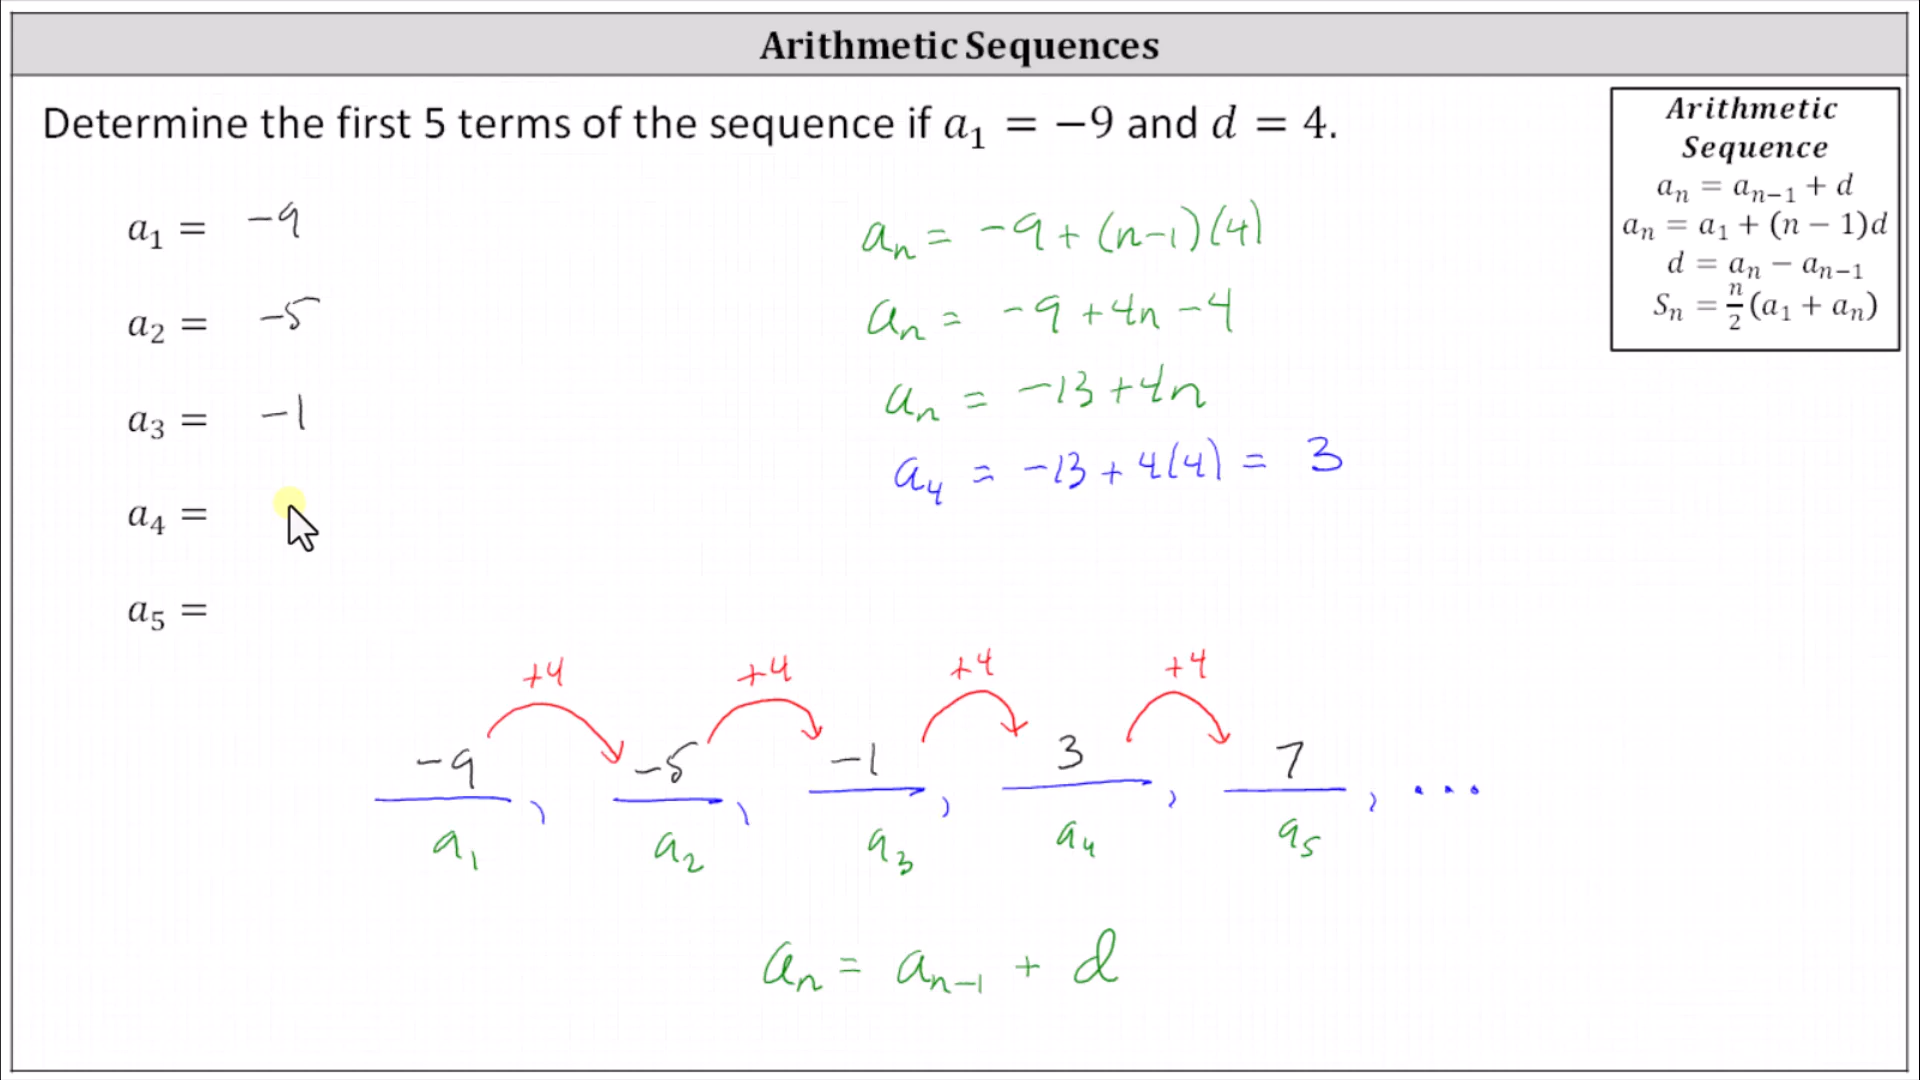 Arithmetic Sequences
Determine the first 5 terms of the sequence if a₁ = −9 and d = 4.
Arithmetic
Sequence
aₙ = aₙ₋₁ + d
aₙ = a₁ + (n − 1)d
d = aₙ − aₙ₋₁
Sₙ = n/2 (a₁ + aₙ)
a₁ = -9
a₂ = -5
a₃ = -1
a₄ =
a₅ =
aₙ = -9 + (n-1)(4)
aₙ = -9 + 4n - 4
aₙ = -13 + 4n
a₄ = -13 + 4(4) = 3
+4 +4 +4 +4
-9, -5, -1, 3, 7, ...
a₁ a₂ a₃ a₄ a₅
aₙ = aₙ₋₁ + d